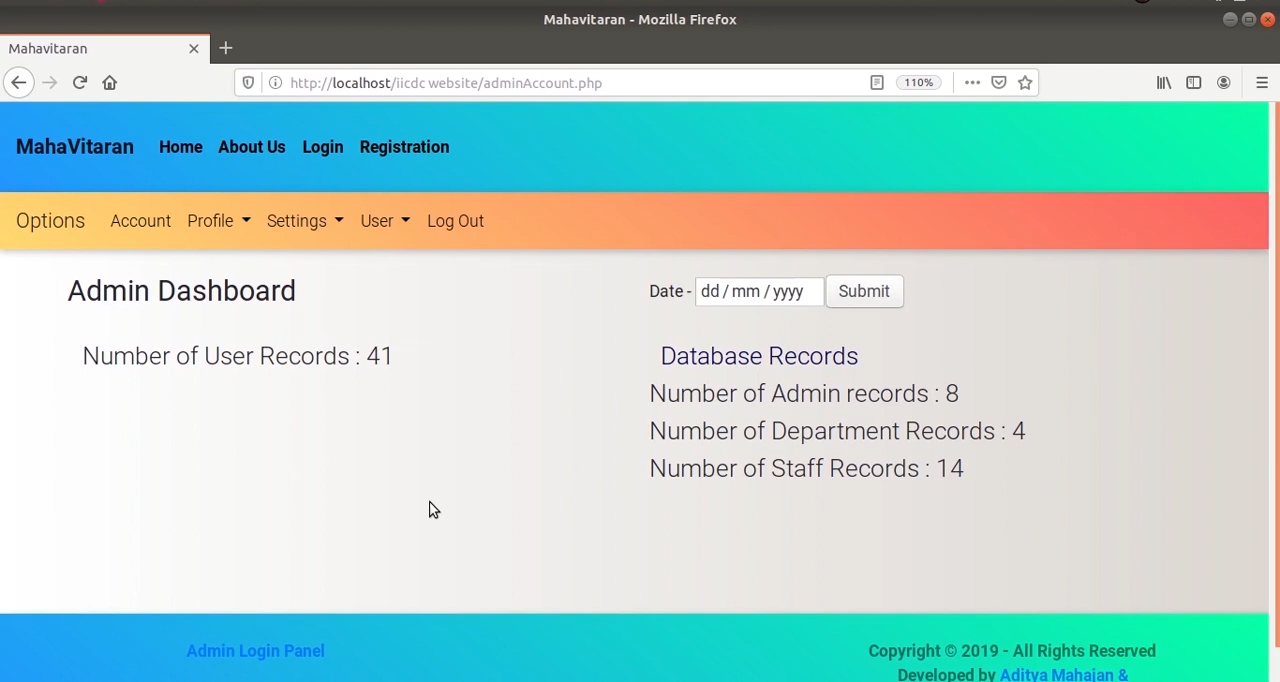 Mahavitaran - Mozilla Firefox
Mahavitaran
http://localhost/iicdc website/adminAccount.php
110%
MahaVitaran Home About Us Login Registration
Options Account Profile Settings User Log Out
Admin Dashboard
Date - dd / mm / yyyy Submit
Number of User Records : 41
Database Records
Number of Admin records : 8
Number of Department Records : 4
Number of Staff Records : 14
Admin Login Panel
Copyright © 2019 - All Rights Reserved
Developed by Aditya Mahajan &